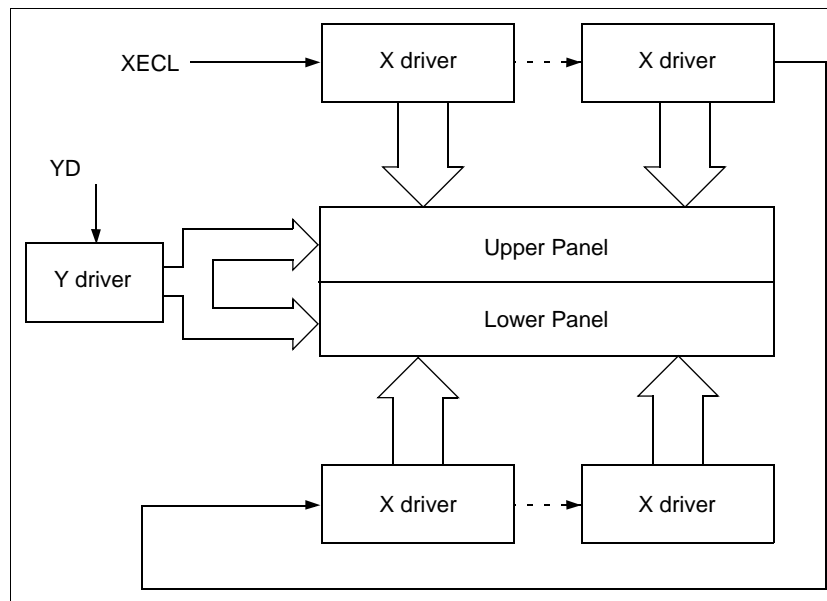 XECL
X driver
X driver
YD
Y driver
Upper Panel
Lower Panel
X driver
X driver